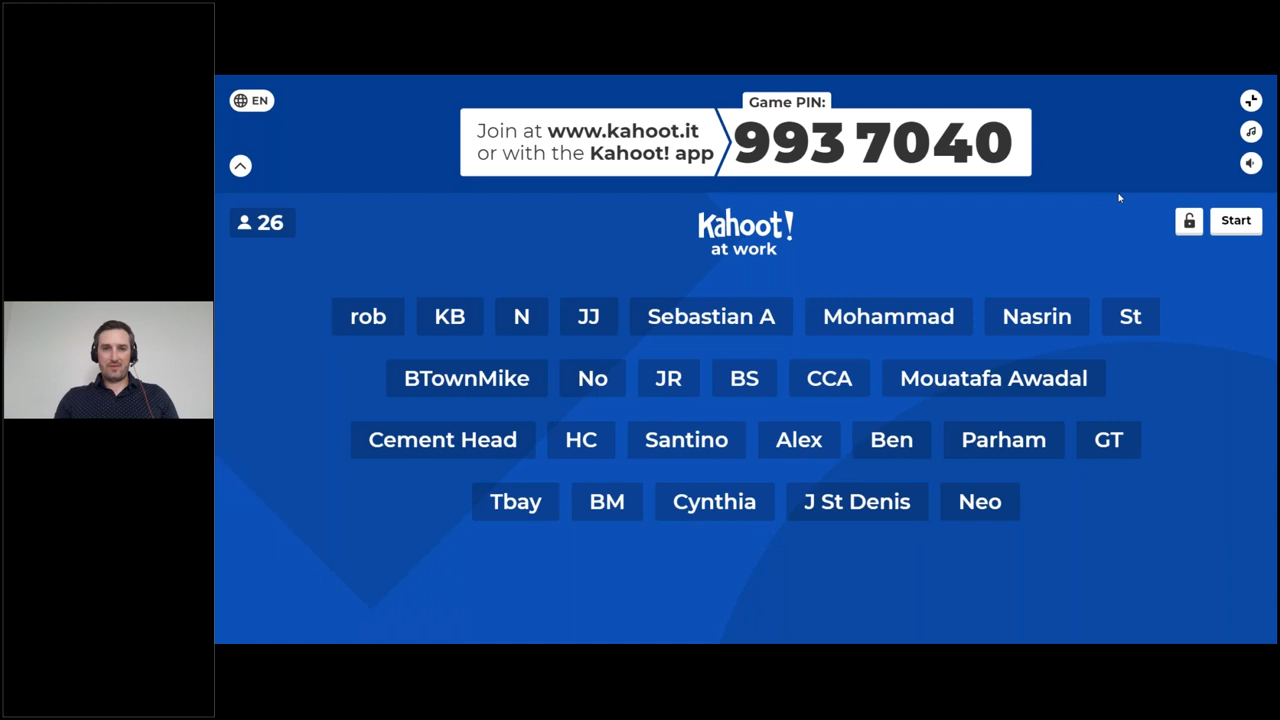 EN
Game PIN:
Join at www.kahoot.it
or with the Kahoot! app
993 7040
26
Kahoot!
at work
Start
rob KB N JJ Sebastian A Mohammad Nasrin St
BTownMike No JR BS CCA Mouatafa Awadal
Cement Head HC Santino Alex Ben Parham GT
Tbay BM Cynthia J St Denis Neo